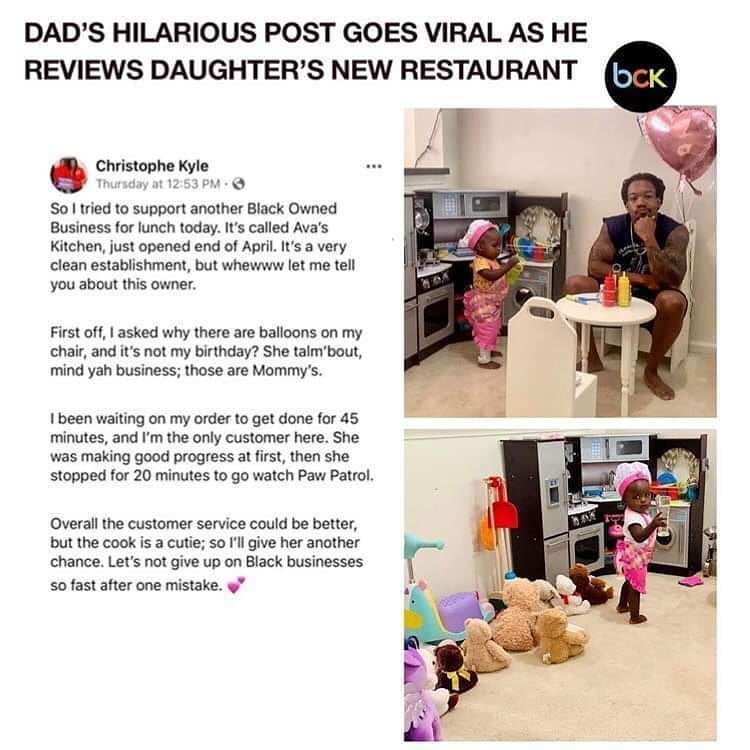 DAD'S HILARIOUS POST GOES VIRAL AS HE
REVIEWS DAUGHTER'S NEW RESTAURANT
bck
Christophe Kyle
Thursday at 12:53 PM ·
So I tried to support another Black Owned
Business for lunch today. It's called Ava's
Kitchen, just opened end of April. It's a very
clean establishment, but whewww let me tell
you about this owner.
First off, I asked why there are balloons on my
chair, and it's not my birthday? She talm'bout,
mind yah business; those are Mommy's.
I been waiting on my order to get done for 45
minutes, and I'm the only customer here. She
was making good progress at first, then she
stopped for 20 minutes to go watch Paw Patrol.
Overall the customer service could be better,
but the cook is a cutie; so I'll give her another
chance. Let's not give up on Black businesses
so fast after one mistake.